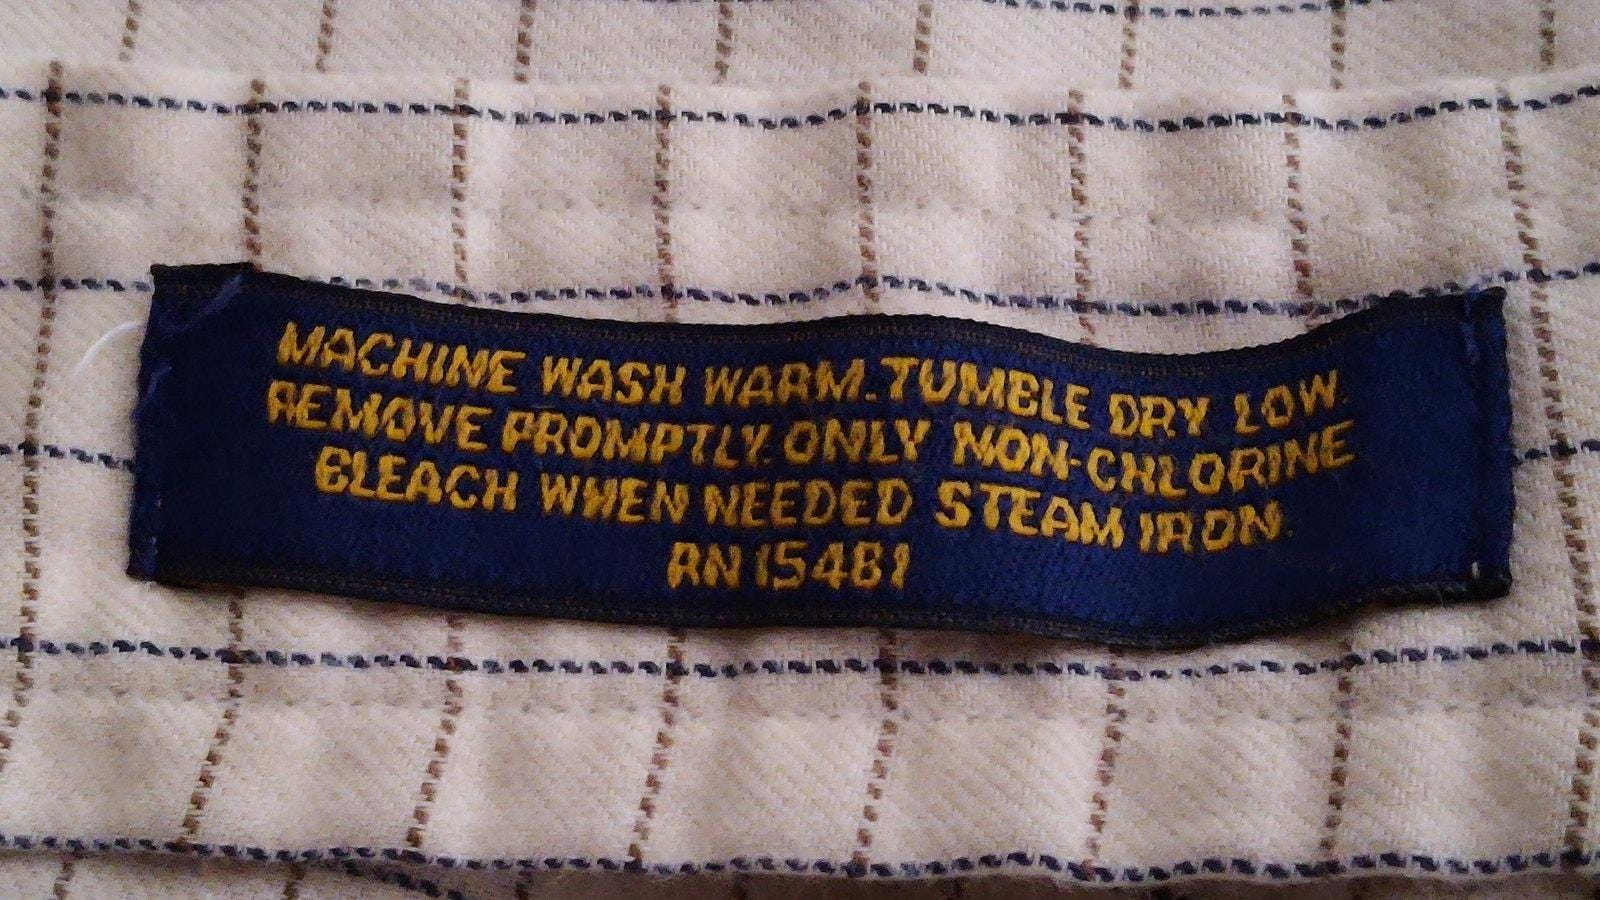 MACHINE WASH WARM. TUMBLE DRY LOW.
REMOVE PROMPTLY. ONLY NON-CHLORINE
BLEACH WHEN NEEDED STEAM IRON.
RN 15481